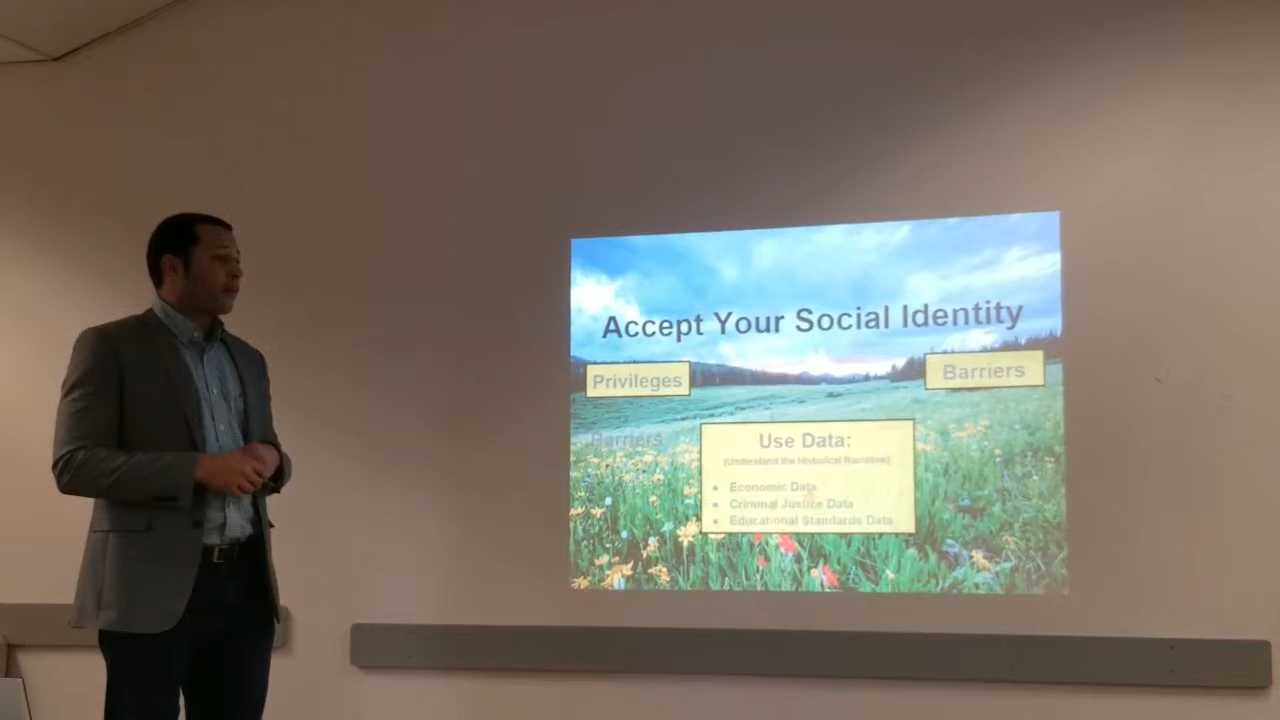 Accept Your Social Identity
Privileges
Barriers
Barriers
Use Data:
(Understand the Historical Narrative)
• Economic Data
• Criminal Justice Data
• Educational Standards Data